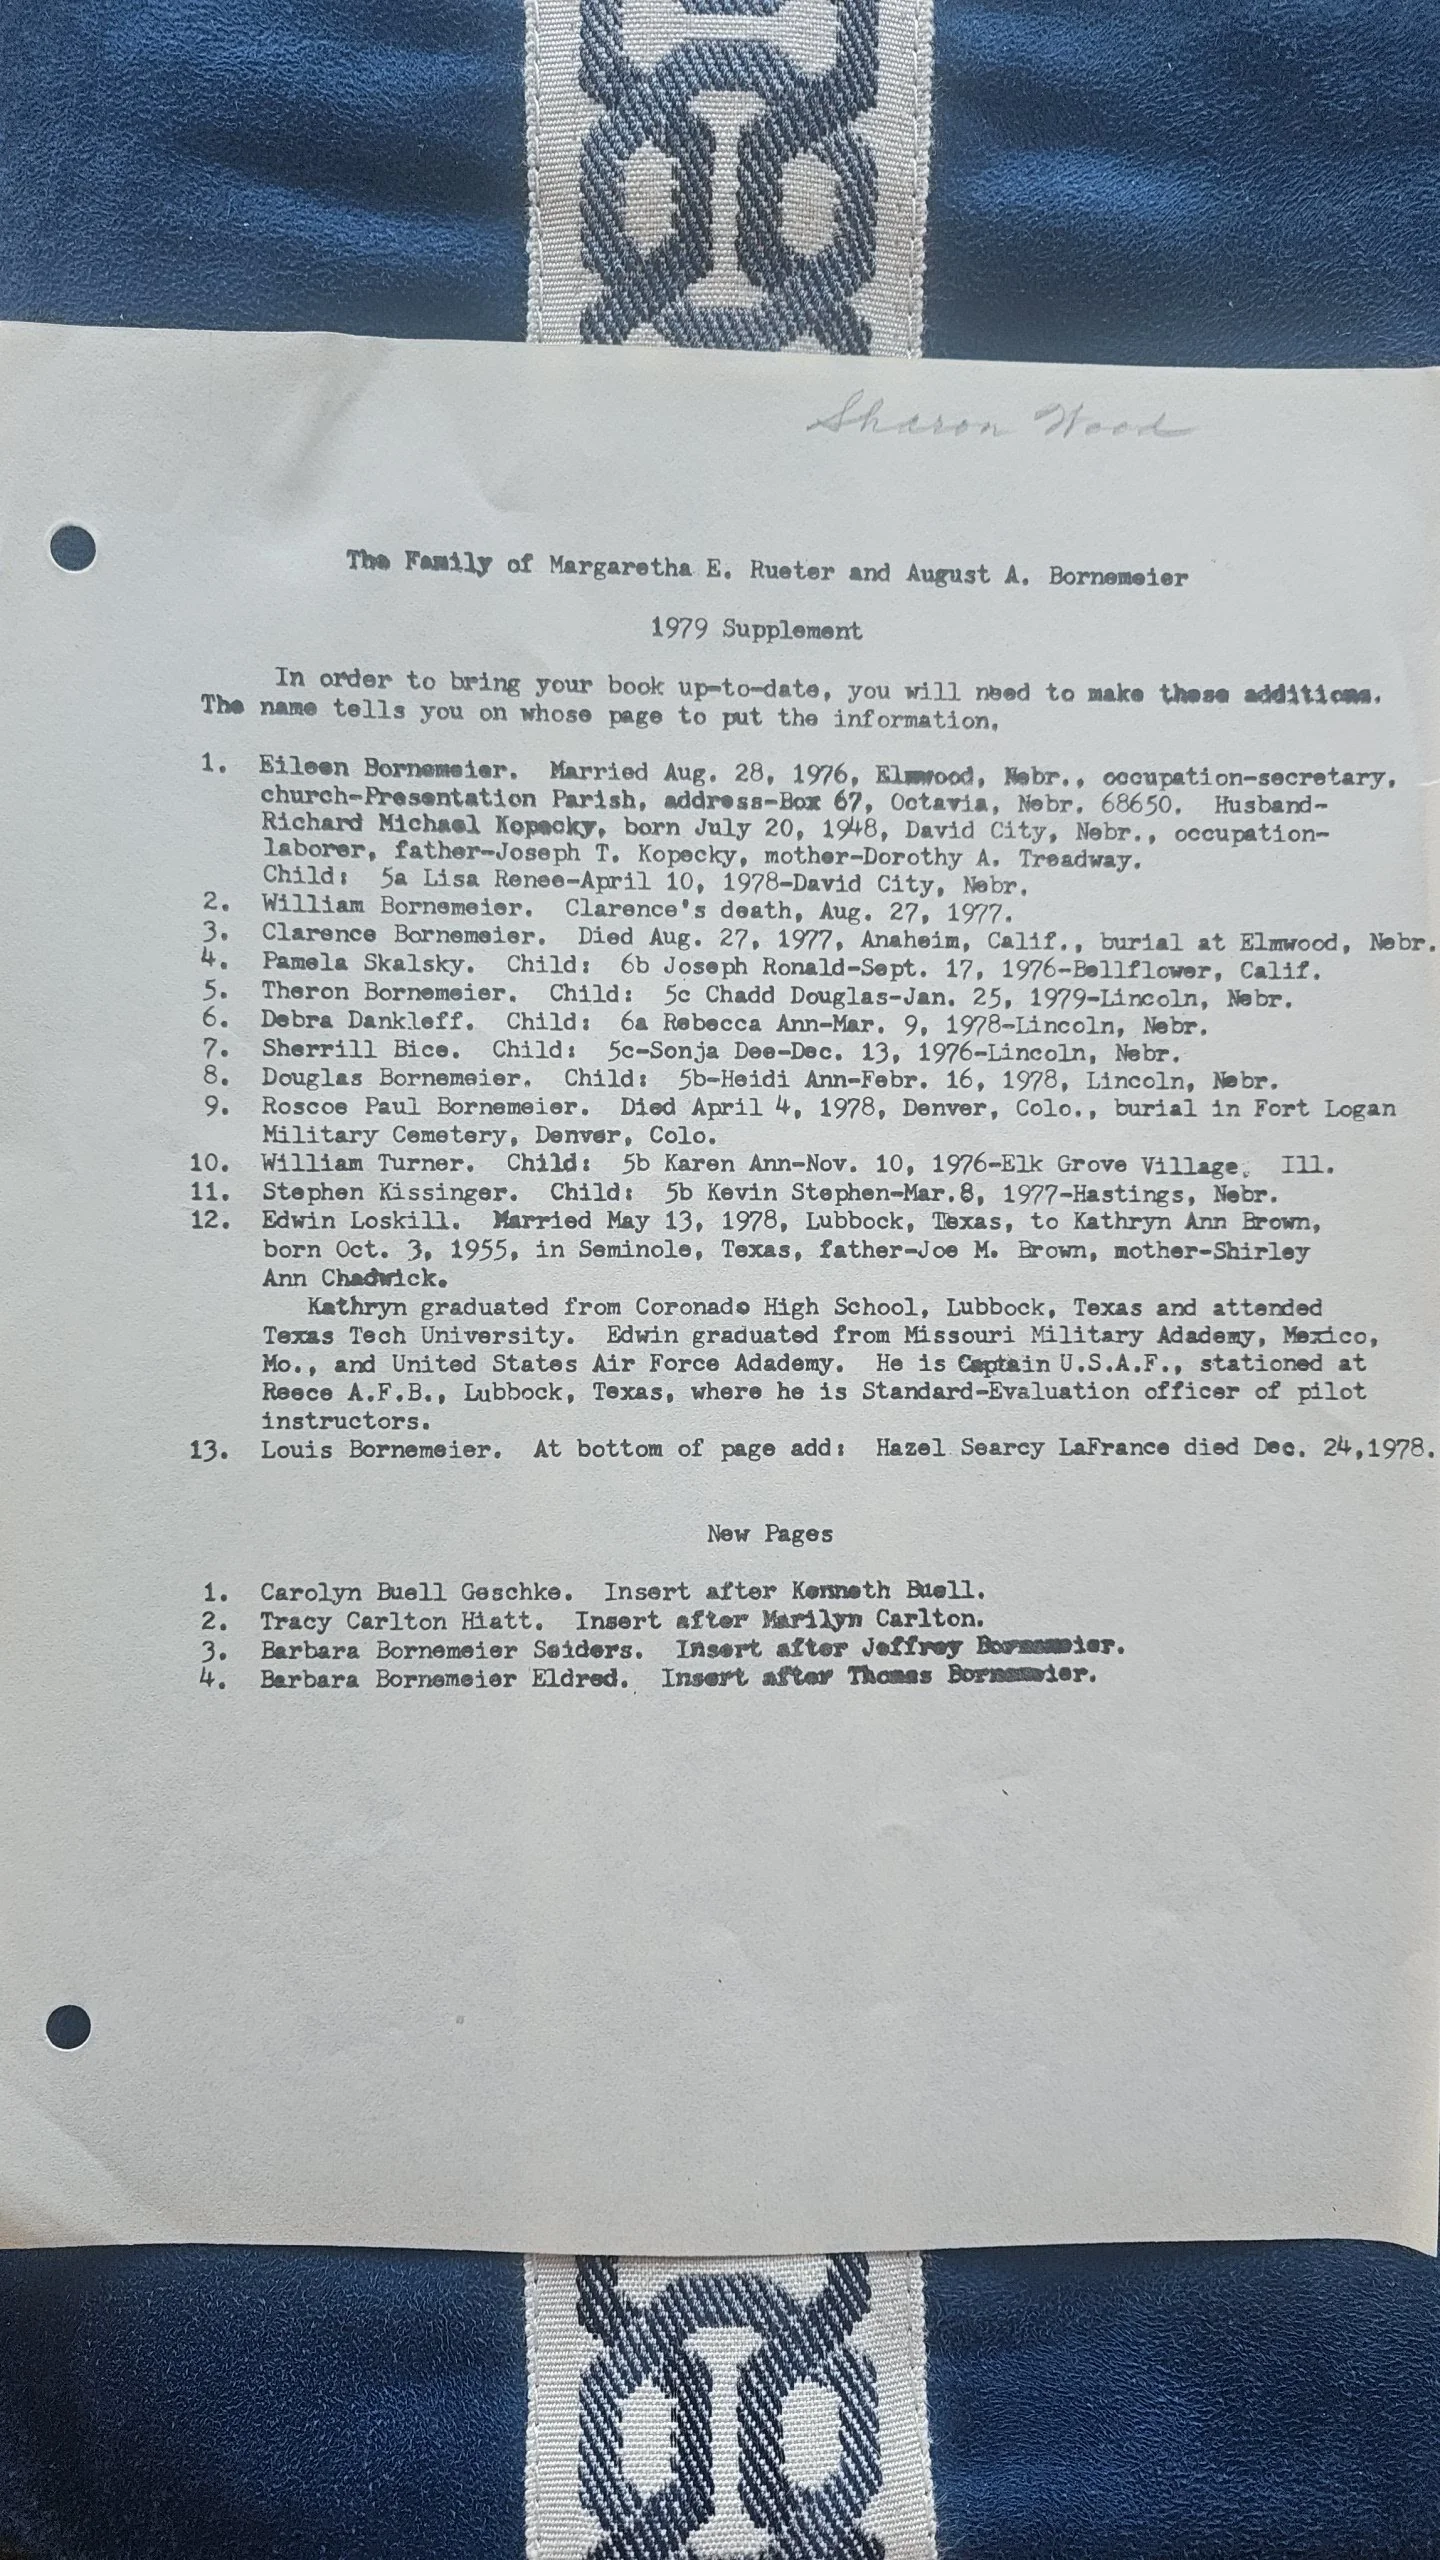 Sharon Wood
The Family of Margaretha E. Rueter and August A. Bornemeier
1979 Supplement
In order to bring your book up-to-date, you will need to make these additions.
The name tells you on whose page to put the information.
1. Eileen Bornemeier. Married Aug. 28, 1976, Elmwood, Nebr., occupation-secretary,
church-Presentation Parish, address-Box 67, Octavia, Nebr. 68650. Husband-
Richard Michael Kopecky, born July 20, 1948, David City, Nebr., occupation-
laborer, father-Joseph T. Kopecky, mother-Dorothy A. Treadway.
Child: 5a Lisa Renee-April 10, 1978-David City, Nebr.
2. William Bornemeier. Clarence's death, Aug. 27, 1977.
3. Clarence Bornemeier. Died Aug. 27, 1977, Anaheim, Calif., burial at Elmwood, Nebr.
4. Pamela Skalsky. Child: 6b Joseph Ronald-Sept. 17, 1976-Bellflower, Calif.
5. Theron Bornemeier. Child: 5c Chadd Douglas-Jan. 25, 1979-Lincoln, Nebr.
6. Debra Dankleff. Child: 6a Rebecca Ann-Mar. 9, 1978-Lincoln, Nebr.
7. Sherrill Bice. Child: 5c-Sonja Dee-Dec. 13, 1976-Lincoln, Nebr.
8. Douglas Bornemeier. Child: 5b-Heidi Ann-Febr. 16, 1978, Lincoln, Nebr.
9. Roscoe Paul Bornemeier. Died April 4, 1978, Denver, Colo., burial in Fort Logan
Military Cemetery, Denver, Colo.
10. William Turner. Child: 5b Karen Ann-Nov. 10, 1976-Elk Grove Village, Ill.
11. Stephen Kissinger. Child: 5b Kevin Stephen-Mar.8, 1977-Hastings, Nebr.
12. Edwin Loskill. Married May 13, 1978, Lubbock, Texas, to Kathryn Ann Brown,
born Oct. 3, 1955, in Seminole, Texas, father-Joe M. Brown, mother-Shirley
Ann Chadwick.
Kathryn graduated from Coronado High School, Lubbock, Texas and attended
Texas Tech University. Edwin graduated from Missouri Military Adademy, Mexico,
Mo., and United States Air Force Adademy. He is Captain U.S.A.F., stationed at
Reece A.F.B., Lubbock, Texas, where he is Standard-Evaluation officer of pilot
instructors.
13. Louis Bornemeier. At bottom of page add: Hazel Searcy LaFrance died Dec. 24,1978.
New Pages
1. Carolyn Buell Geschke. Insert after Kenneth Buell.
2. Tracy Carlton Hiatt. Insert after Marilyn Carlton.
3. Barbara Bornemeier Seiders. Insert after Jeffrey Bornemeier.
4. Barbara Bornemeier Eldred. Insert after Thomas Bornemeier.